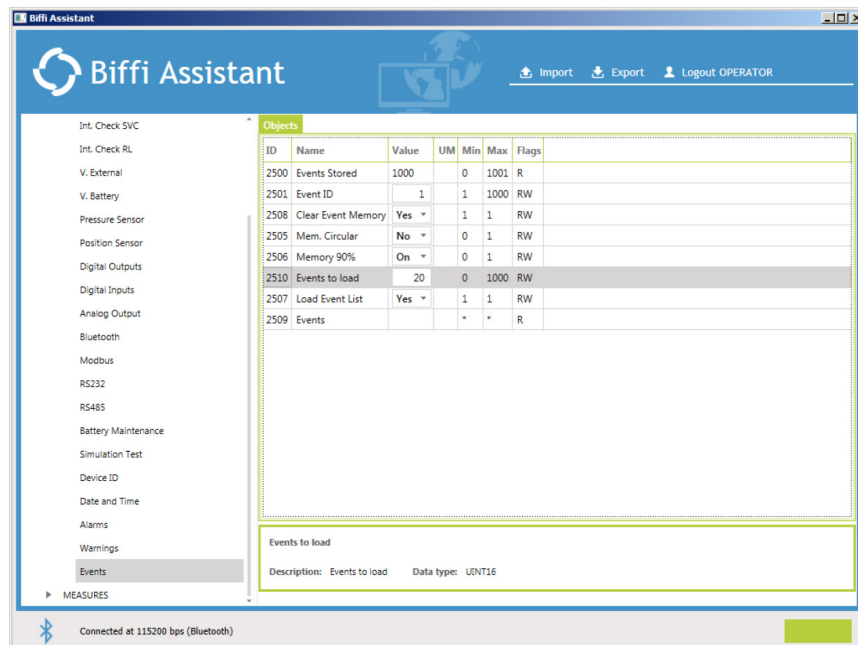 Biffi Assistant
Biffi Assistant
Import Export Logout OPERATOR
Int. Check SVC
Int. Check RL
V. External
V. Battery
Pressure Sensor
Position Sensor
Digital Outputs
Digital Inputs
Analog Output
Bluetooth
Modbus
RS232
RS485
Battery Maintenance
Simulation Test
Device ID
Date and Time
Alarms
Warnings
Events
MEASURES
Objects
ID Name Value UM Min Max Flags
2500 Events Stored 1000 0 1001 R
2501 Event ID 1 1 1000 RW
2508 Clear Event Memory Yes 1 1 RW
2505 Mem. Circular No 0 1 RW
2506 Memory 90% On 0 1 RW
2510 Events to load 20 0 1000 RW
2507 Load Event List Yes 1 1 RW
2509 Events * * R
Events to load
Description: Events to load Data type: UINT16
Connected at 115200 bps (Bluetooth)